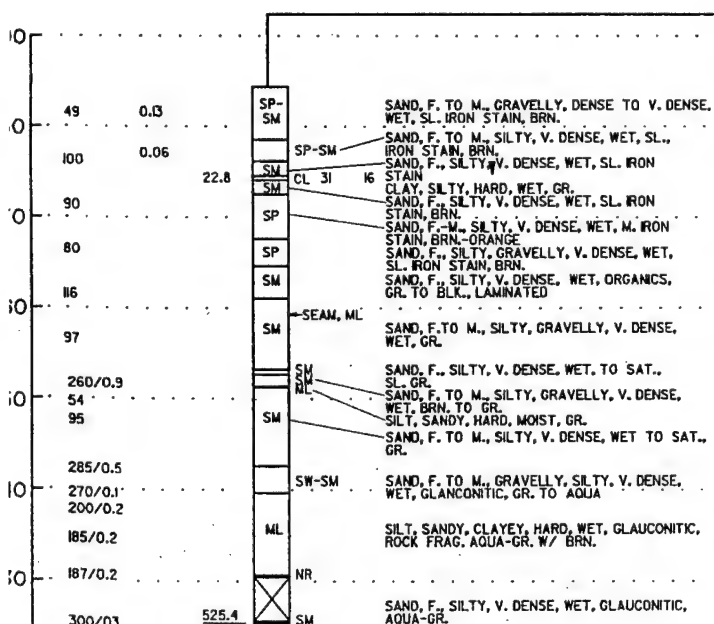 49 0.13 SP- SAND, F. TO M., GRAVELLY, DENSE TO V. DENSE,
SM WET, SL. IRON STAIN, BRN.
SP-SM SAND, F. TO M., SILTY, V. DENSE, WET, SL.,
IRON STAIN, BRN.
100 0.06
SM SAND, F., SILTY, V. DENSE, WET, SL. IRON
STAIN
22.8 CL 31 16 CLAY, SILTY, HARD, WET, GR.
SM SAND, F., SILTY, V. DENSE, WET, SL. IRON
STAIN, BRN.
90 SP SAND, F.-M., SILTY, V. DENSE, WET, M. IRON
STAIN, BRN.-ORANGE
80 SP SAND, F., SILTY, GRAVELLY, V. DENSE, WET,
SL. IRON STAIN, BRN.
116 SM SAND, F., SILTY, V. DENSE, WET, ORGANICS,
GR. TO BLK., LAMINATED
SEAM, ML
97 SM SAND, F.TO M., SILTY, GRAVELLY, V. DENSE,
WET, GR.
SM SAND, F., SILTY, V. DENSE, WET. TO SAT.,
SL. GR.
260/0.9 SM SAND, F. TO M., SILTY, GRAVELLY, V. DENSE,
WET, BRN. TO GR.
54 ML SILT, SANDY, HARD, MOIST, GR.
95 SM SAND, F. TO M., SILTY, V. DENSE, WET TO SAT.,
GR.
285/0.5
270/0.1 SW-SM SAND, F. TO M., GRAVELLY, SILTY, V. DENSE,
WET, GLANCONITIC, GR. TO AQUA
200/0.2
185/0.2 ML SILT, SANDY, CLAYEY, HARD, WET, GLAUCONITIC,
ROCK FRAG. AQUA-GR. W/ BRN.
187/0.2 NR
300/03 525.4 SM SAND, F., SILTY, V. DENSE, WET, GLAUCONITIC,
AQUA-GR.